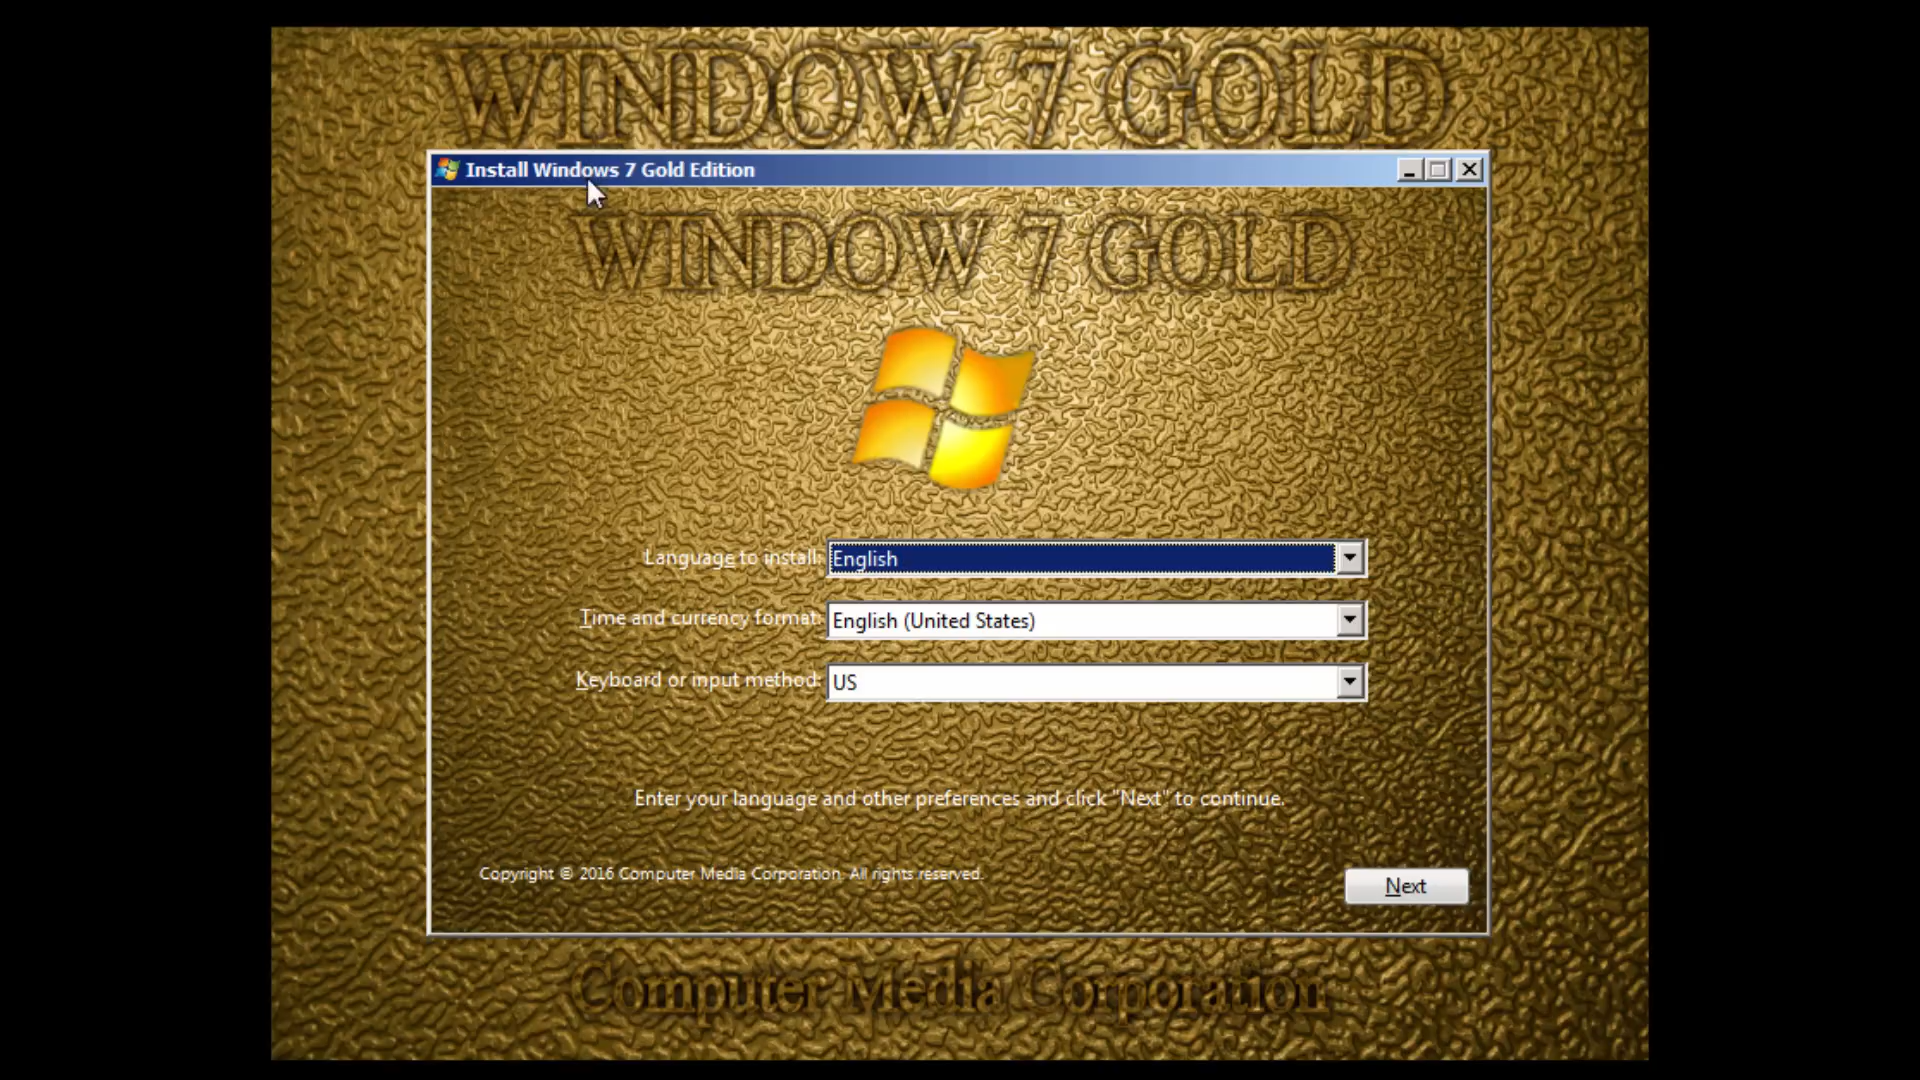 WINDOW 7 GOLD
Install Windows 7 Gold Edition
WINDOW 7 GOLD
Language to install: English
Time and currency format: English (United States)
Keyboard or input method: US
Enter your language and other preferences and click "Next" to continue.
Copyright © 2016 Computer Media Corporation. All rights reserved.
Next
Computer Media Corporation